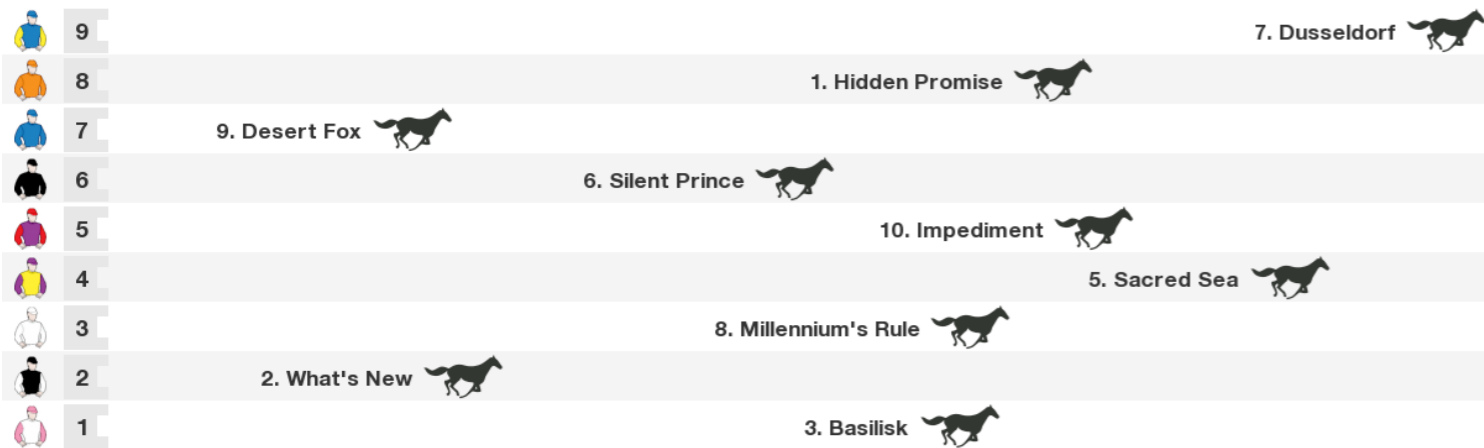 9 7. Dusseldorf
8 1. Hidden Promise
7 9. Desert Fox
6 6. Silent Prince
5 10. Impediment
4 5. Sacred Sea
3 8. Millennium's Rule
2 2. What's New
1 3. Basilisk